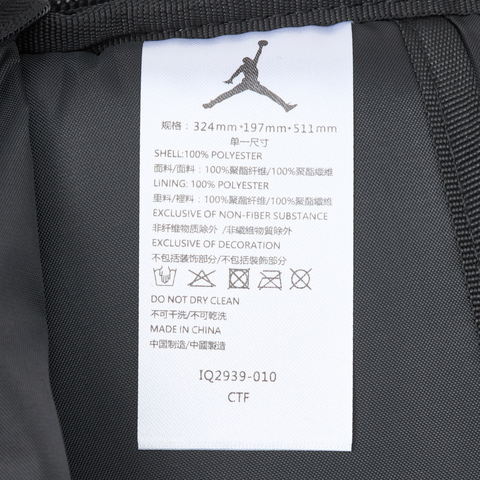 规格: 324mm*197mm*511mm
单一尺寸
SHELL:100% POLYESTER
面料/面料: 100%聚酯纤维/100%聚酯纖維
LINING: 100% POLYESTER
里料/裡料: 100%聚酯纤维/100%聚酯纖維
EXCLUSIVE OF NON-FIBER SUBSTANCE
非纤维物质除外 /非纖維物質除外
EXCLUSIVE OF DECORATION
不包括装饰部分/不包括裝飾部分
DO NOT DRY CLEAN
不可干洗/不可乾洗
MADE IN CHINA
中国制造/中國製造
IQ2939-010
CTF